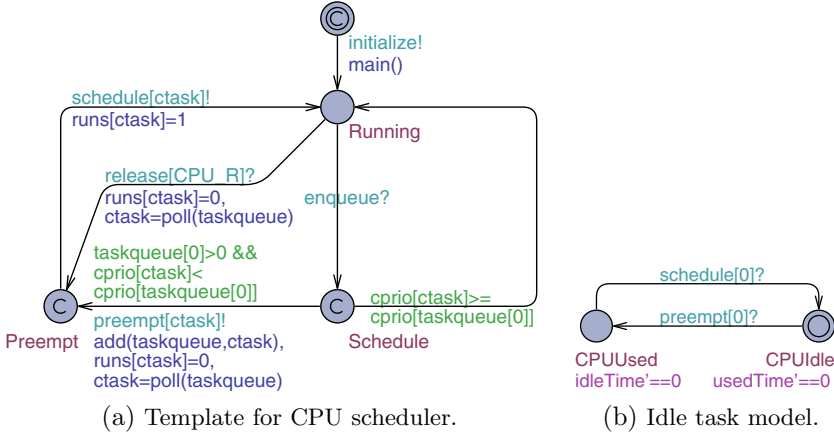 C
initialize!
main()
schedule[ctask]!
runs[ctask]=1
Running
release[CPU_R]?
runs[ctask]=0,
ctask=poll(taskqueue)
enqueue?
taskqueue[0]>0 &&
cprio[ctask]<
cprio[taskqueue[0]]
C
C
cprio[ctask]>=
cprio[taskqueue[0]]
Preempt
preempt[ctask]!
add(taskqueue,ctask),
runs[ctask]=0,
ctask=poll(taskqueue)
Schedule
schedule[0]?
preempt[0]?
CPUUsed
idleTime'==0
CPUIdle
usedTime'==0
(a) Template for CPU scheduler.
(b) Idle task model.